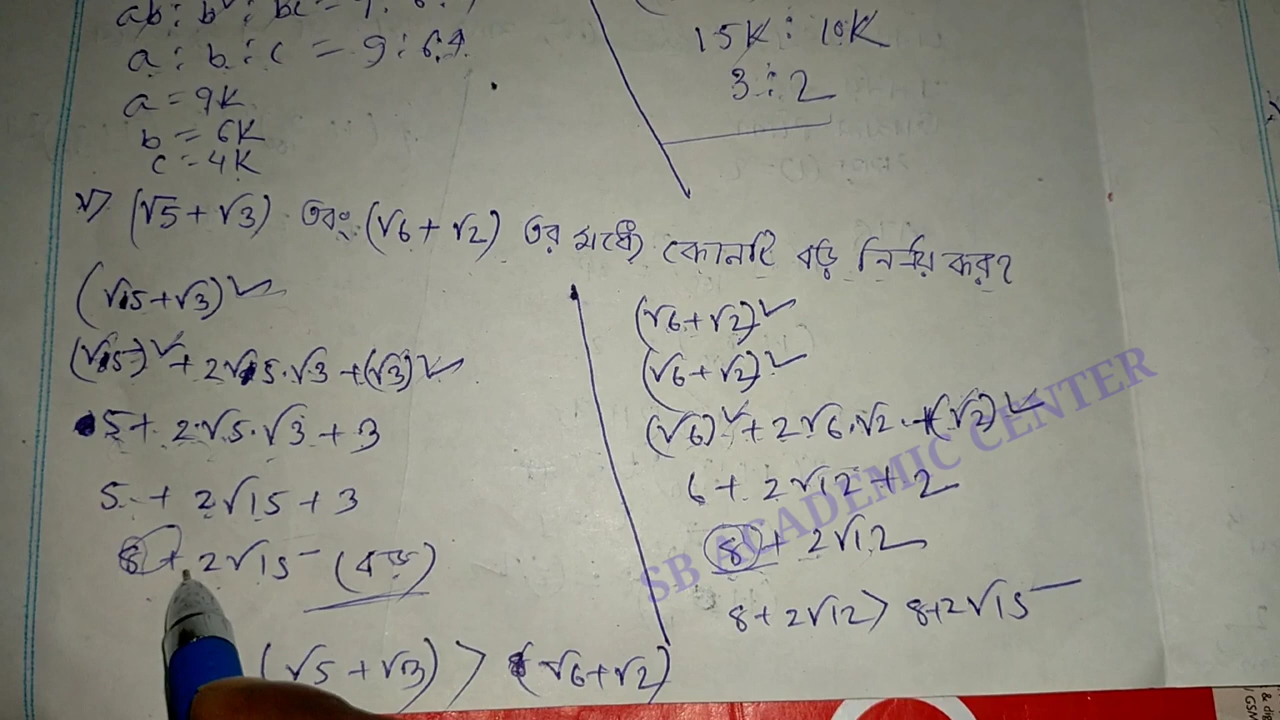 a : b : c = 9 : 6.4
a = 9K
b = 6K
c = 4K
15K : 10K
3 : 2
V) (√5 + √3) এবং (√6 + √2) এর মধ্যে কোনটি বড় নির্ণয় কর?
(√5+√3)²
(√5)² + 2√5.√3 + (√3)²
5 + 2.√5.√3 + 3
5 + 2√15 + 3
8 + 2√15 (বড়)
(√6+√2)²
(√6+√2)²
(√6)² + 2√6.√2 + (√2)²
6 + 2√12 + 2
8 + 2√12
8+2√12 > 8+2√15
(√5 + √3) > (√6+√2)
SB ACADEMIC CENTER